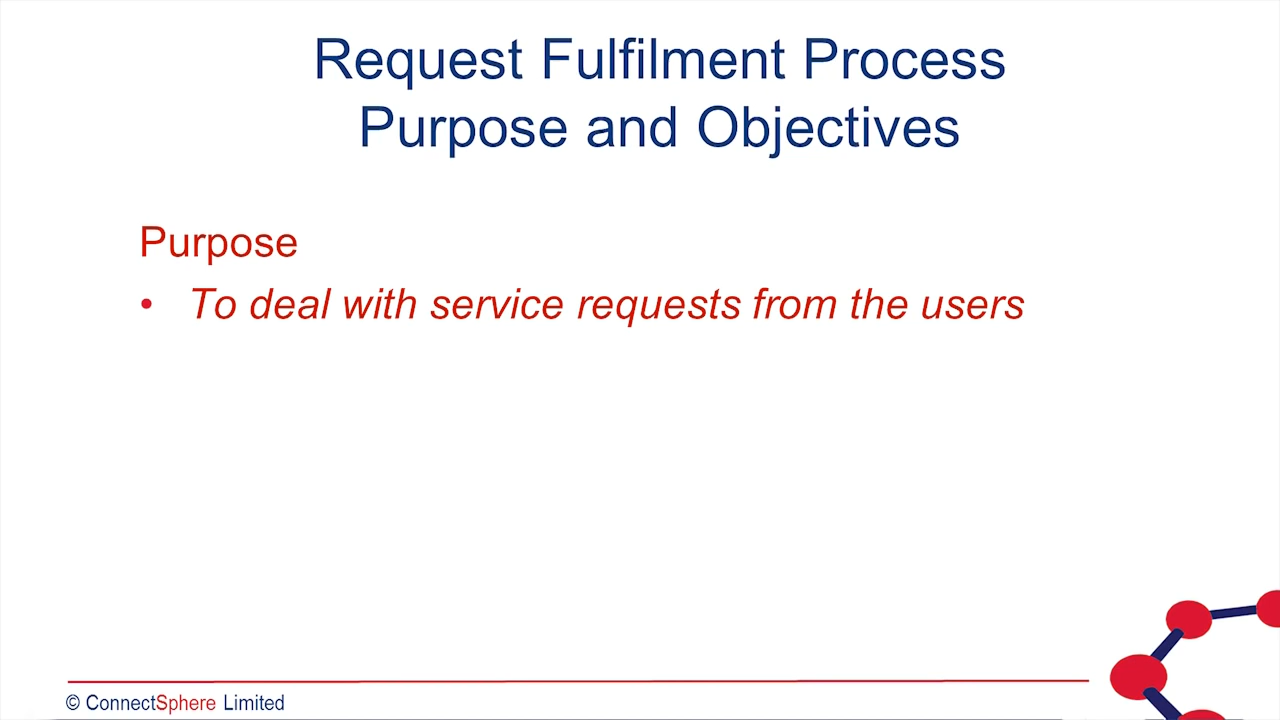 Request Fulfilment Process
Purpose and Objectives
Purpose
• To deal with service requests from the users
© ConnectSphere Limited